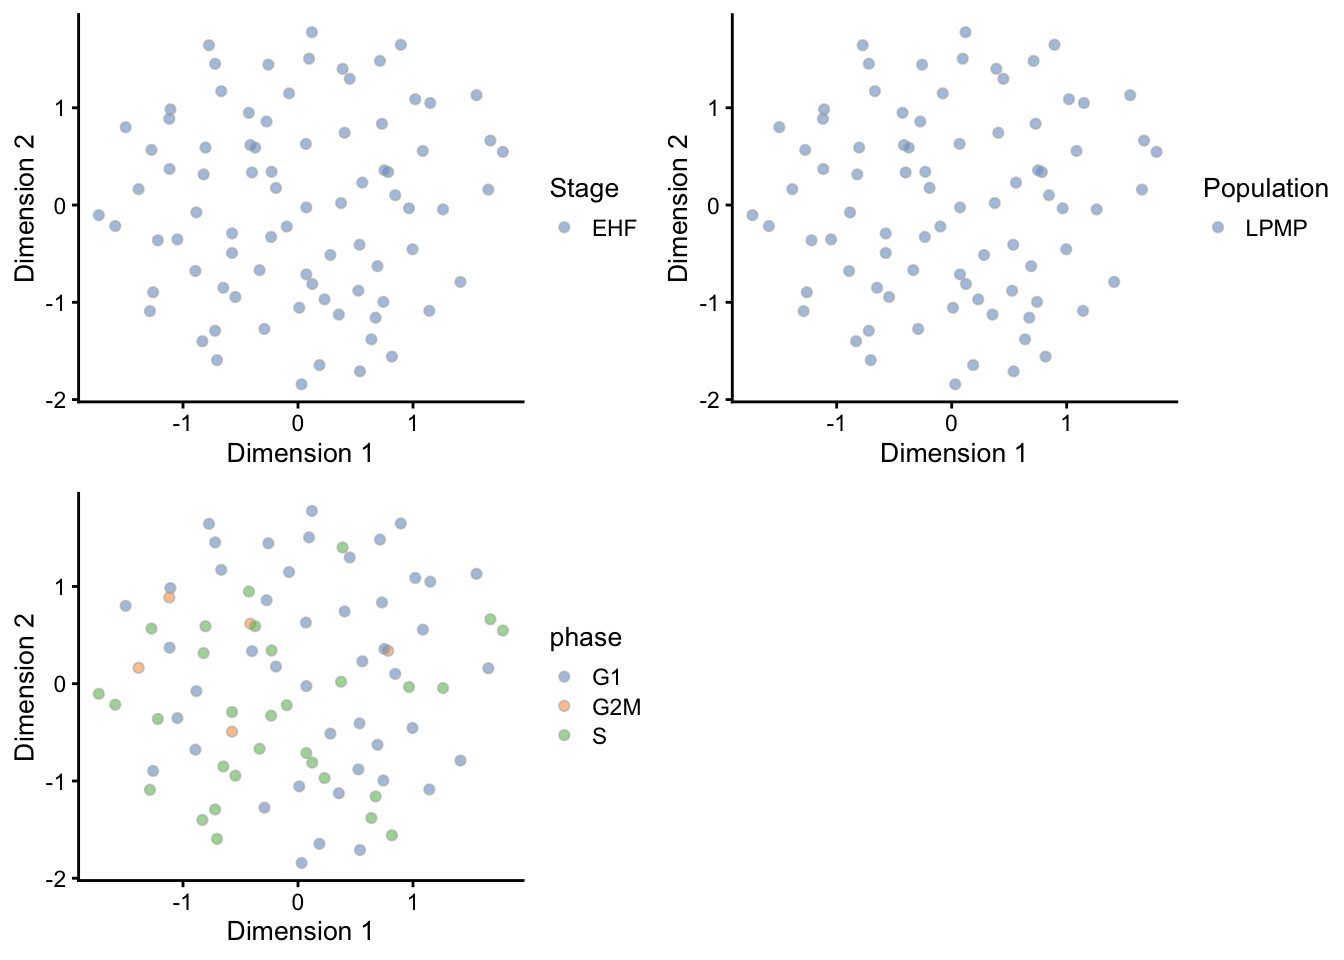 Dimension 2
1
0
-1
-2
-1 0 1
Dimension 1
Stage
EHF
Dimension 2
1
0
-1
-2
-1 0 1
Dimension 1
Population
LPMP
Dimension 2
1
0
-1
-2
-1 0 1
Dimension 1
phase
G1
G2M
S